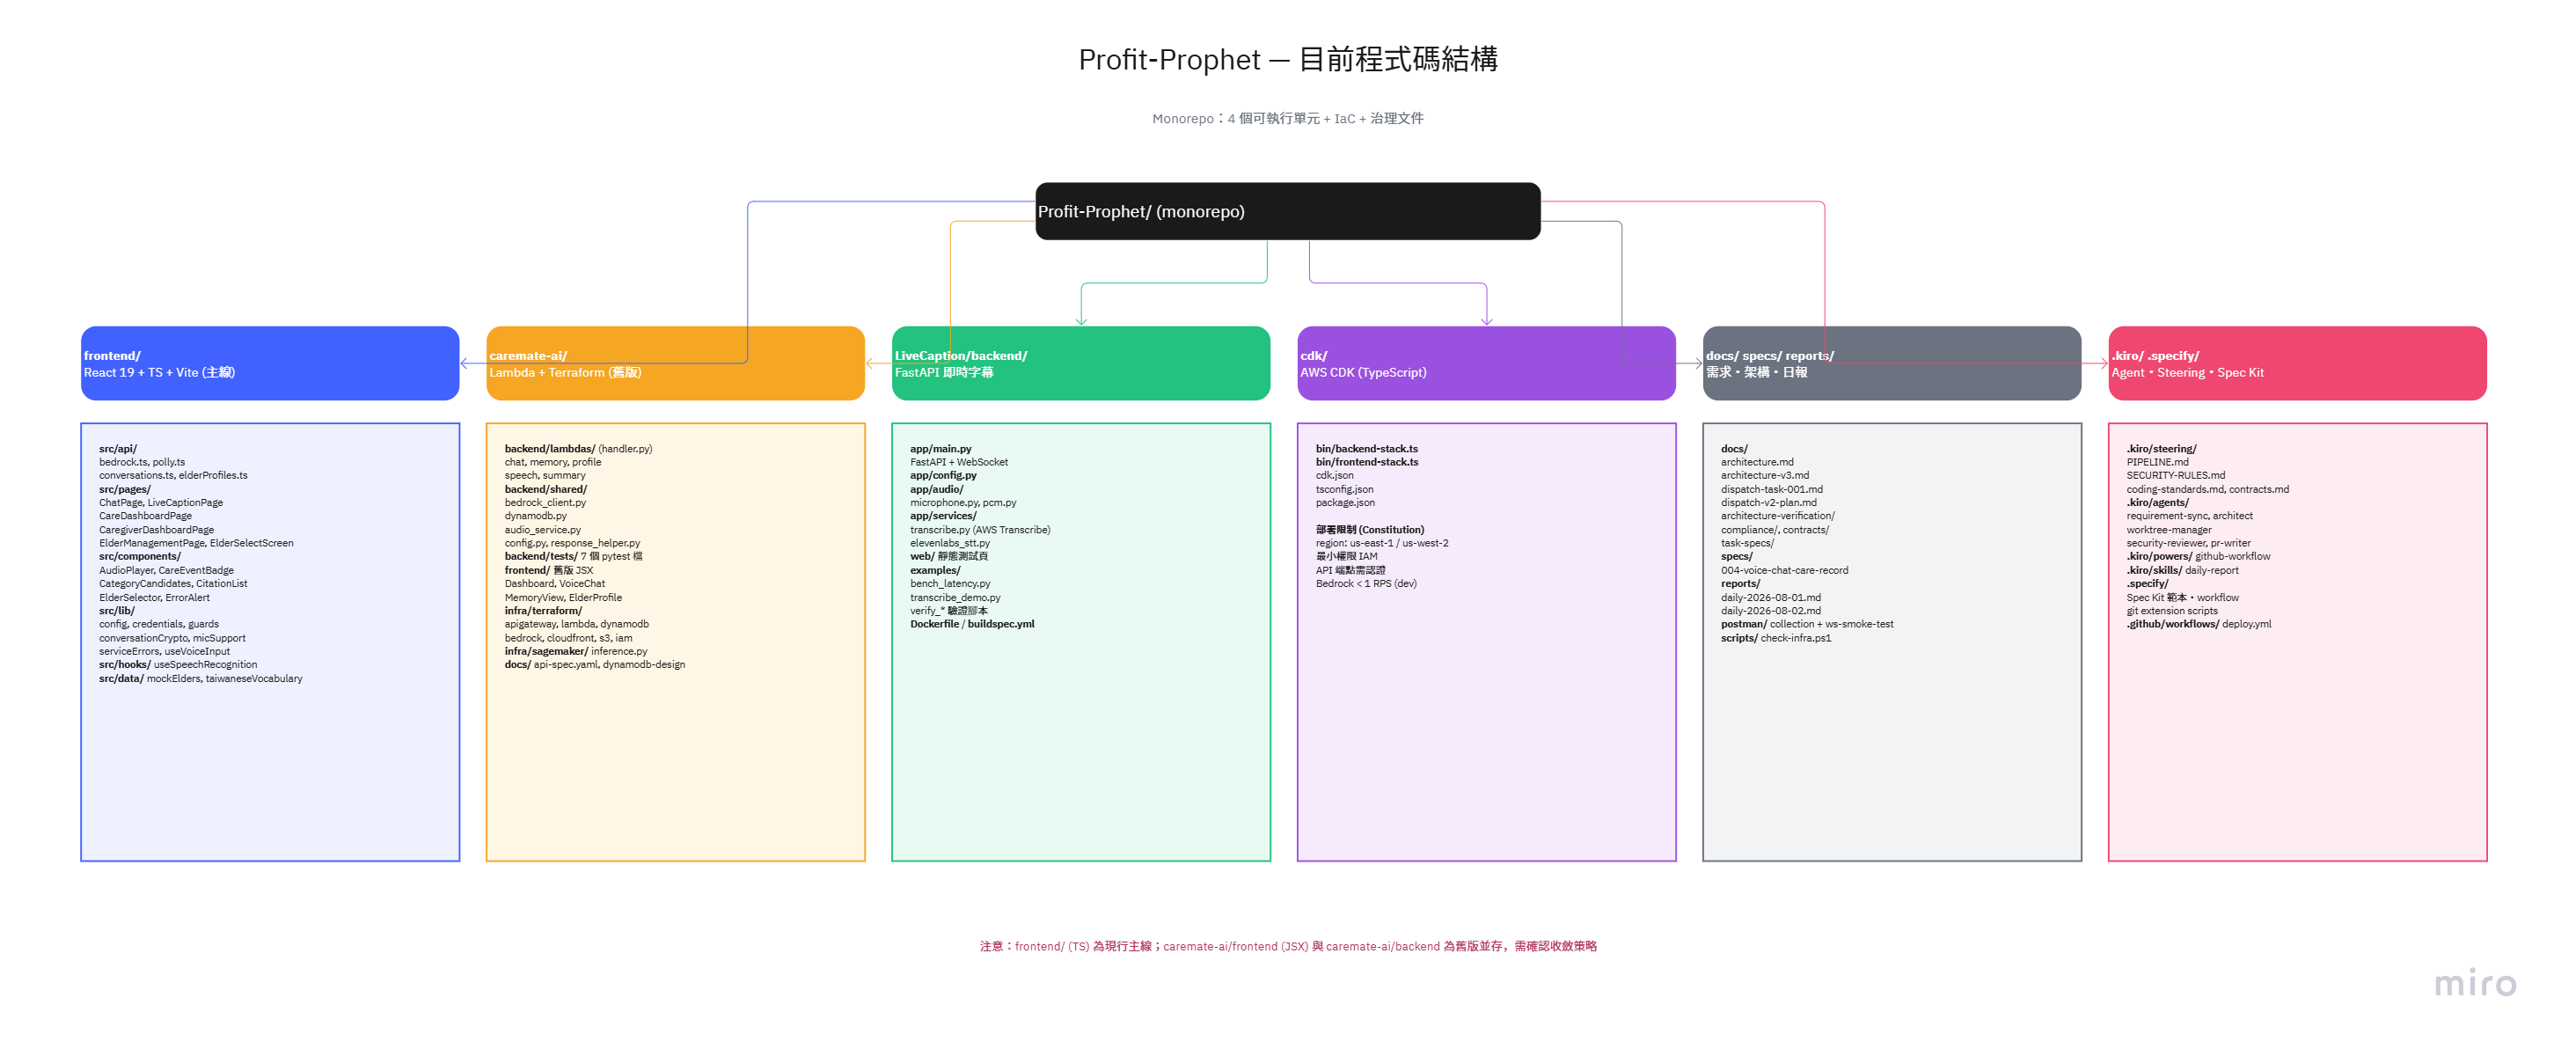 Profit-Prophet — 目前程式碼結構
Monorepo：4 個可執行單元 + IaC + 治理文件
Profit-Prophet/ (monorepo)
frontend/
React 19 + TS + Vite (主線)
caremate-ai/
Lambda + Terraform (舊版)
LiveCaption/backend/
FastAPI 即時字幕
cdk/
AWS CDK (TypeScript)
docs/ specs/ reports/
需求・架構・日報
.kiro/ .specify/
Agent・Steering・Spec Kit
src/api/
bedrock.ts, polly.ts
conversations.ts, elderProfiles.ts
src/pages/
ChatPage, LiveCaptionPage
CareDashboardPage
CaregiverDashboardPage
ElderManagementPage, ElderSelectScreen
src/components/
AudioPlayer, CareEventBadge
CategoryCandidates, CitationList
ElderSelector, ErrorAlert
src/lib/
config, credentials, guards
conversationCrypto, micSupport
serviceErrors, useVoiceInput
src/hooks/ useSpeechRecognition
src/data/ mockElders, taiwaneseVocabulary
backend/lambdas/ (handler.py)
chat, memory, profile
speech, summary
backend/shared/
bedrock_client.py
dynamodb.py
audio_service.py
config.py, response_helper.py
backend/tests/ 7 個 pytest 檔
frontend/ 舊版 JSX
Dashboard, VoiceChat
MemoryView, ElderProfile
infra/terraform/
apigateway, lambda, dynamodb
bedrock, cloudfront, s3, iam
infra/sagemaker/ inference.py
docs/ api-spec.yaml, dynamodb-design
app/main.py
FastAPI + WebSocket
app/config.py
app/audio/
microphone.py, pcm.py
app/services/
transcribe.py (AWS Transcribe)
elevenlabs_stt.py
web/ 靜態測試頁
examples/
bench_latency.py
transcribe_demo.py
verify_* 驗證腳本
Dockerfile / buildspec.yml
bin/backend-stack.ts
bin/frontend-stack.ts
cdk.json
tsconfig.json
package.json
部署限制 (Constitution)
region: us-east-1 / us-west-2
最小權限 IAM
API 端點需認證
Bedrock < 1 RPS (dev)
docs/
architecture.md
architecture-v3.md
dispatch-task-001.md
dispatch-v2-plan.md
architecture-verification/
compliance/, contracts/
task-specs/
specs/
004-voice-chat-care-record
reports/
daily-2026-08-01.md
daily-2026-08-02.md
postman/ collection + ws-smoke-test
scripts/ check-infra.ps1
.kiro/steering/
PIPELINE.md
SECURITY-RULES.md
coding-standards.md, contracts.md
.kiro/agents/
requirement-sync, architect
worktree-manager
security-reviewer, pr-writer
.kiro/powers/ github-workflow
.kiro/skills/ daily-report
.specify/
Spec Kit 範本・workflow
git extension scripts
.github/workflows/ deploy.yml
注意：frontend/ (TS) 為現行主線；caremate-ai/frontend (JSX) 與 caremate-ai/backend 為舊版並存，需確認收斂策略
miro